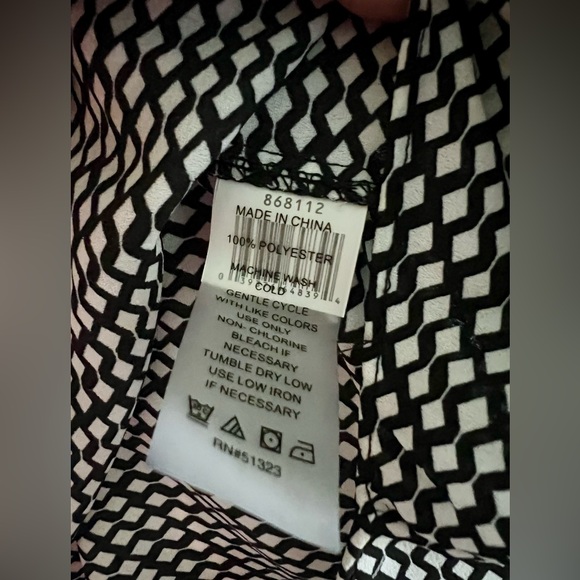 868112
MADE IN CHINA
100% POLYESTER
MACHINE WASH
COLD
GENTLE CYCLE
WITH LIKE COLORS
USE ONLY
NON- CHLORINE
BLEACH IF
NECESSARY
TUMBLE DRY LOW
USE LOW IRON
IF NECESSARY
RN#51323